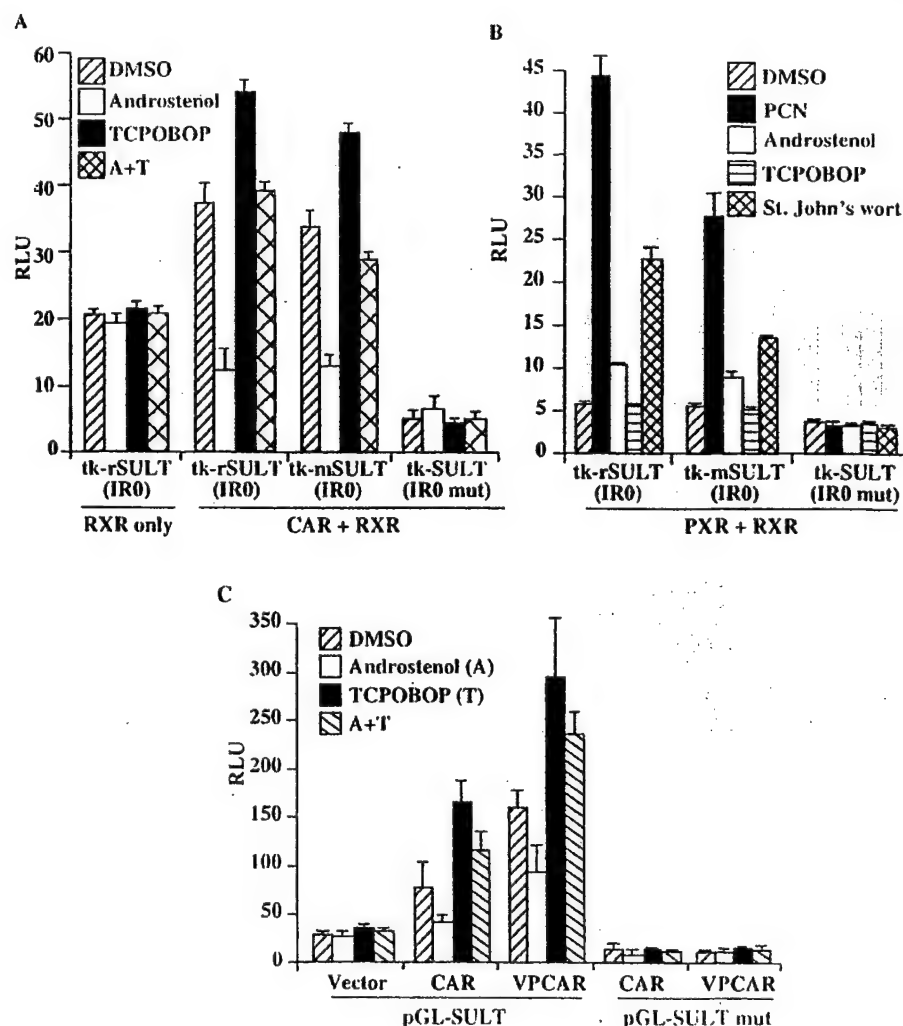 A
60
50
40
30
20
10
0
RLU
DMSO
Androstenol
TCPOBOP
A+T
tk-rSULT tk-rSULT tk-mSULT tk-SULT
(IR0) (IR0) (IR0) (IR0 mut)
RXR only CAR + RXR
B
45
40
35
30
25
20
15
10
5
0
RLU
DMSO
PCN
Androstenol
TCPOBOP
St. John's wort
tk-rSULT tk-mSULT tk-SULT
(IR0) (IR0) (IR0 mut)
PXR + RXR
C
350
300
250
200
150
100
50
0
RLU
DMSO
Androstenol (A)
TCPOBOP (T)
A+T
Vector CAR VPCAR CAR VPCAR
pGL-SULT pGL-SULT mut